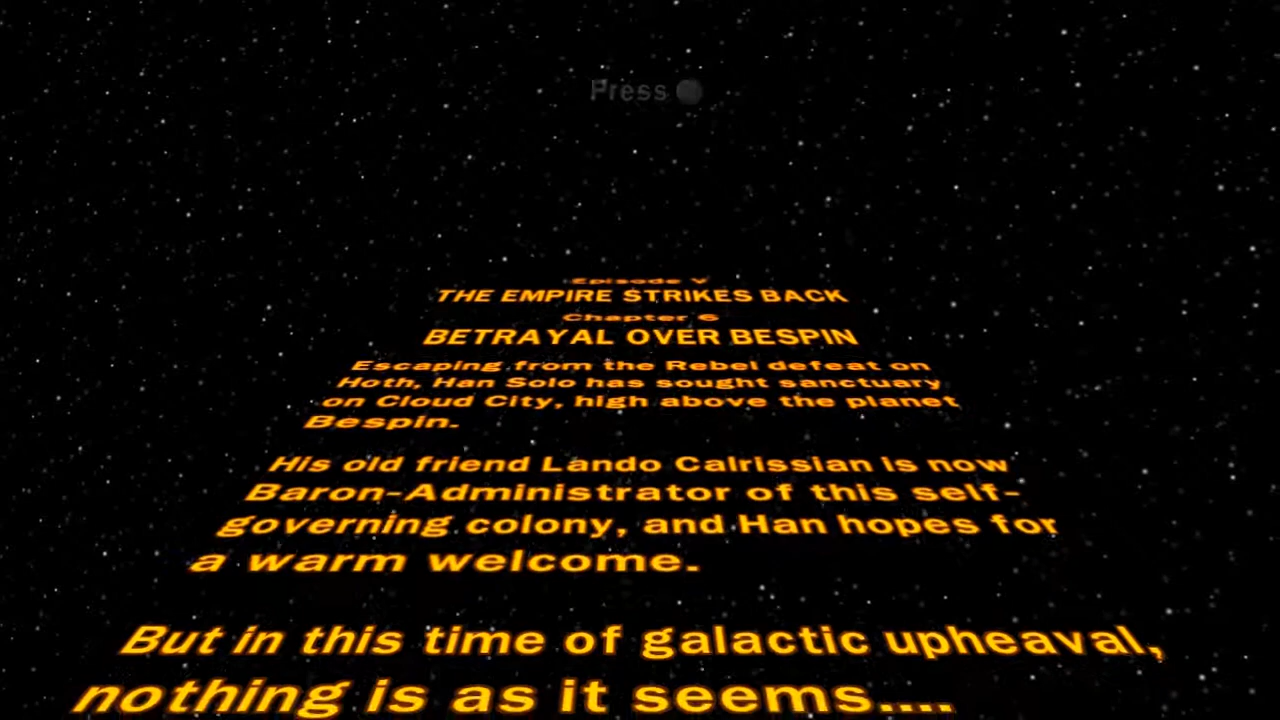 Press
Episode V
THE EMPIRE STRIKES BACK
Chapter 6
BETRAYAL OVER BESPIN
Escaping from the Rebel defeat on
Hoth, Han Solo has sought sanctuary
on Cloud City, high above the planet
Bespin.
His old friend Lando Calrissian is now
Baron-Administrator of this self-
governing colony, and Han hopes for
a warm welcome.
But in this time of galactic upheaval,
nothing is as it seems....